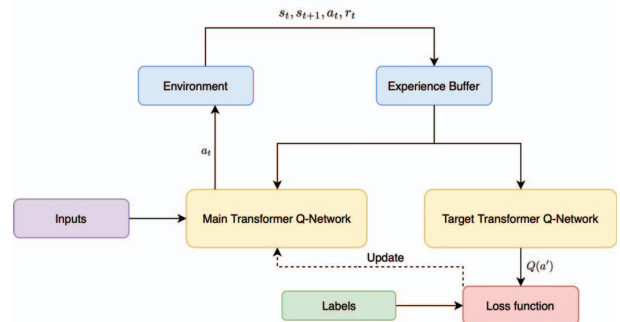 s_t, s_{t+1}, a_t, r_t
Environment
Experience Buffer
a_t
Inputs
Main Transformer Q-Network
Target Transformer Q-Network
Update
Q(a')
Labels
Loss function